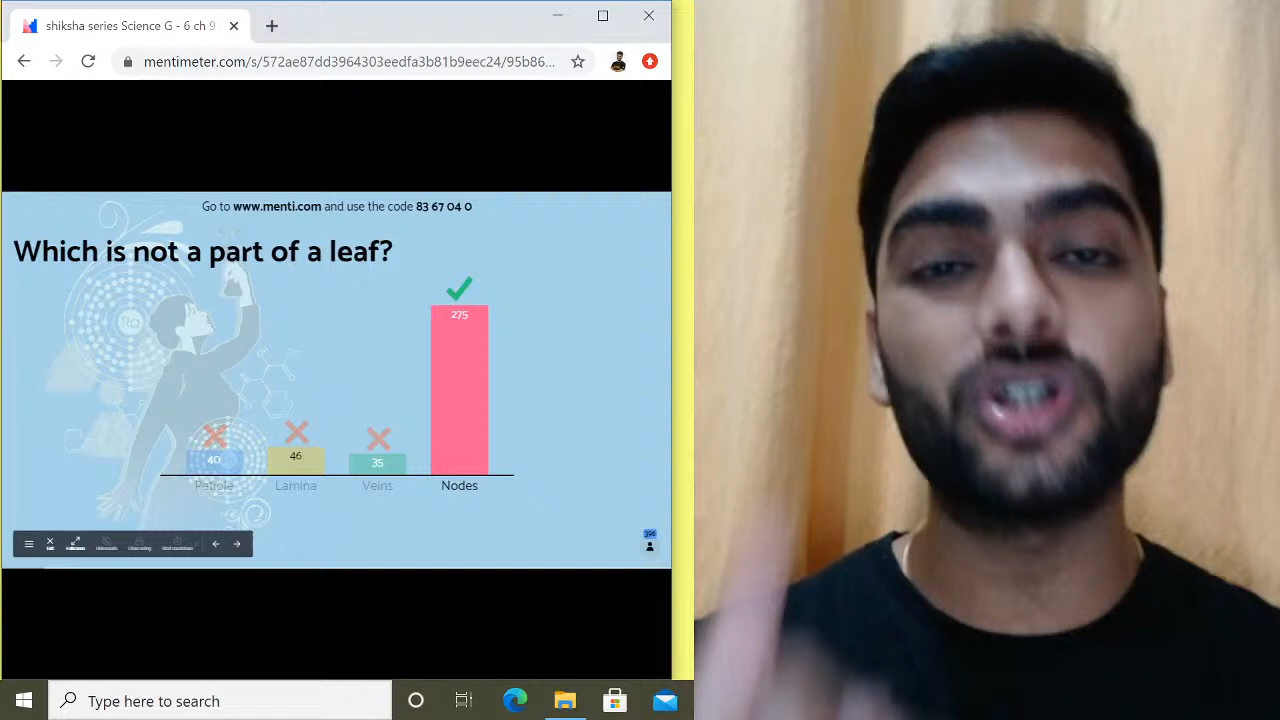 shiksha series Science G - 6 ch 9
mentimeter.com/s/572ae87dd3964303eedfa3b81b9eec24/95b86...
Go to www.menti.com and use the code 83 67 04 0
Which is not a part of a leaf?
Ra
275
40
46
35
Petiole
Lamina
Veins
Nodes
Type here to search